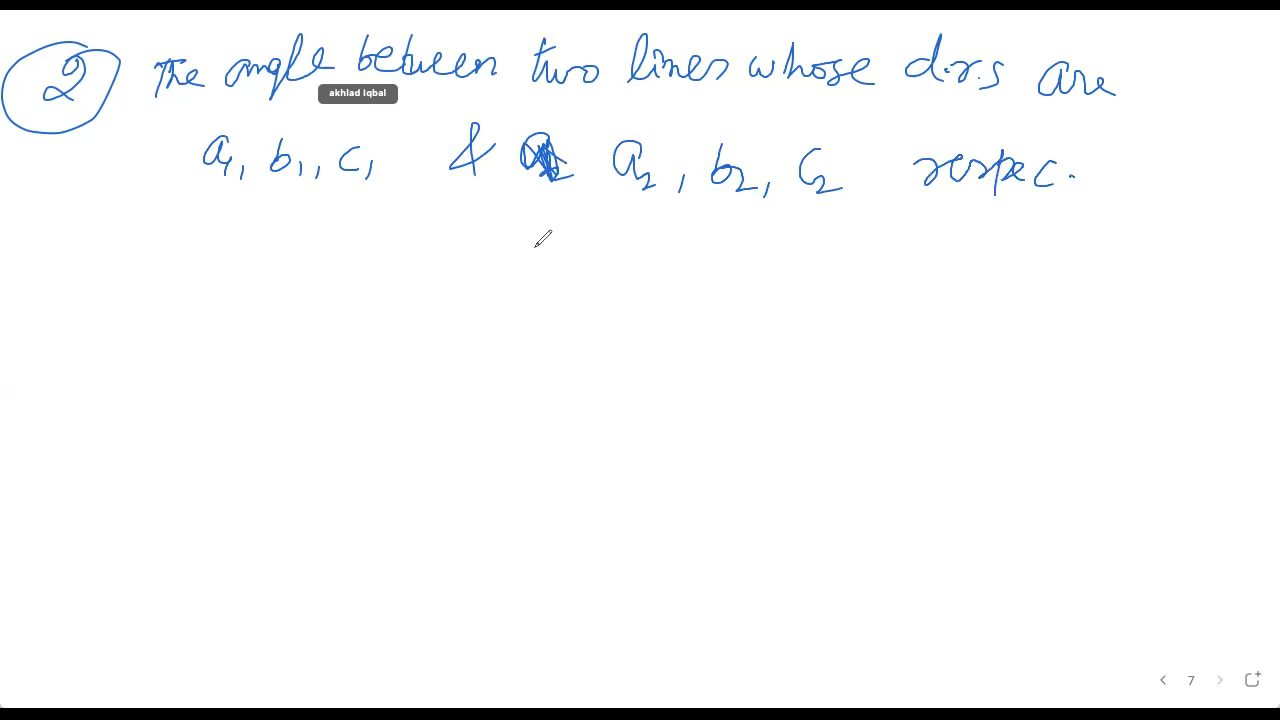 2 The angle between two lines whose d.r.s are
akhlad Iqbal
a1, b1, c1 & a2, b2, c2 respec.
7